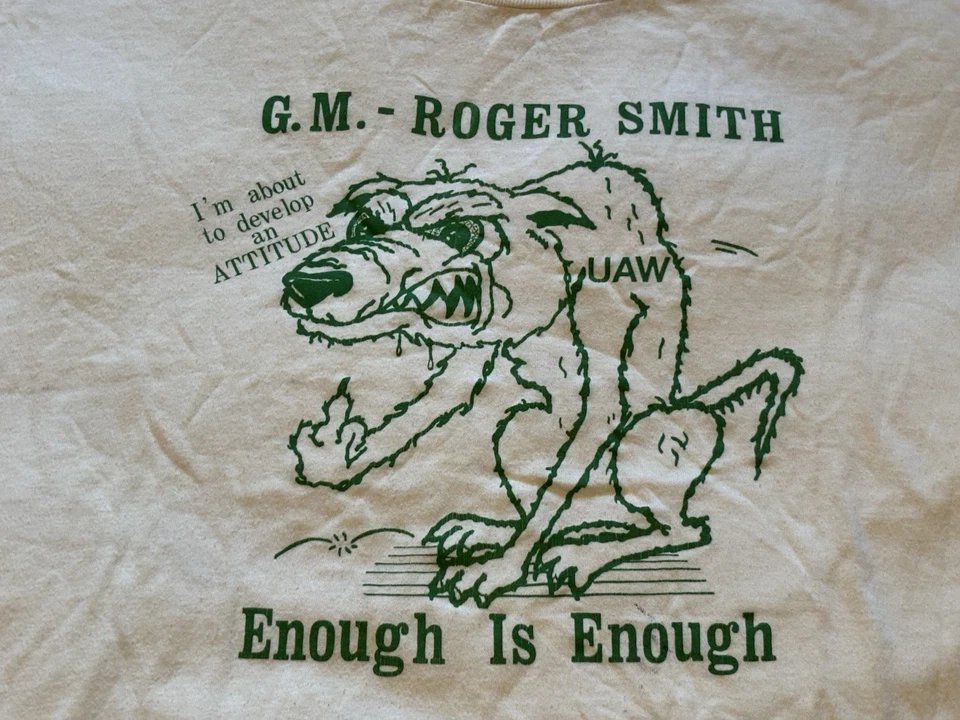 G.M. - ROGER SMITH
I'm about
to develop
an
ATTITUDE
UAW
Enough Is Enough